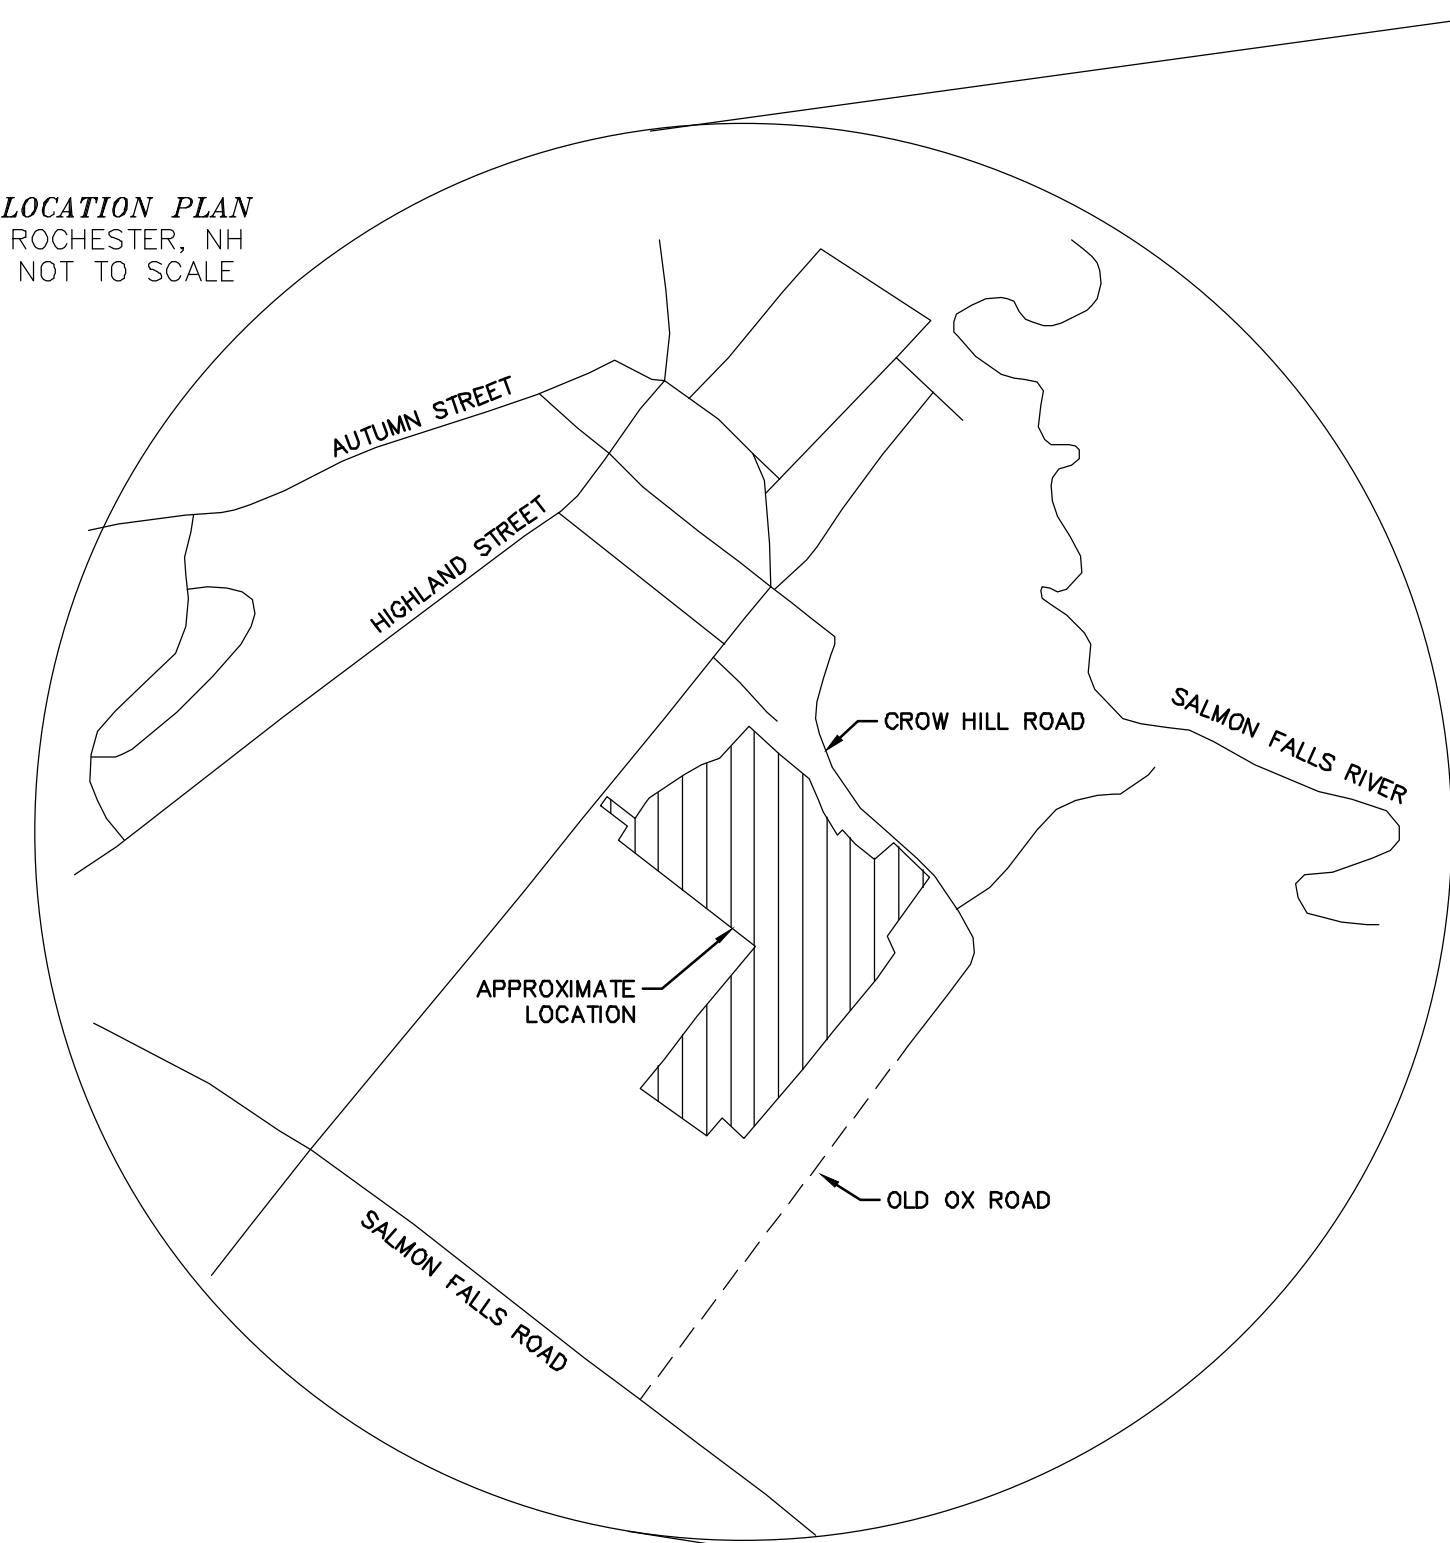 LOCATION PLAN
ROCHESTER, NH
NOT TO SCALE
AUTUMN STREET
HIGHLAND STREET
CROW HILL ROAD
SALMON FALLS RIVER
APPROXIMATE
LOCATION
OLD OX ROAD
SALMON FALLS ROAD